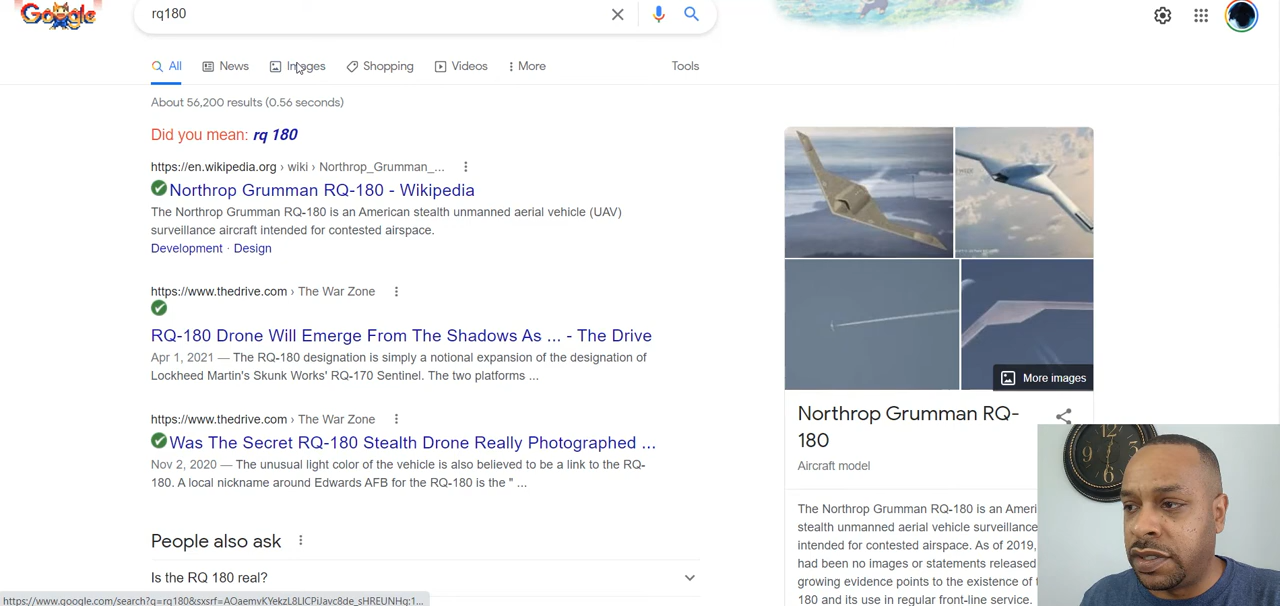 Google
rq180
All
News
Images
Shopping
Videos
More
Tools
About 56,200 results (0.56 seconds)
Did you mean: rq 180
https://en.wikipedia.org › wiki › Northrop_Grumman_...
Northrop Grumman RQ-180 - Wikipedia
The Northrop Grumman RQ-180 is an American stealth unmanned aerial vehicle (UAV)
surveillance aircraft intended for contested airspace.
Development · Design
https://www.thedrive.com › The War Zone
RQ-180 Drone Will Emerge From The Shadows As ... - The Drive
Apr 1, 2021 — The RQ-180 designation is simply a notional expansion of the designation of
Lockheed Martin's Skunk Works' RQ-170 Sentinel. The two platforms ...
https://www.thedrive.com › The War Zone
Was The Secret RQ-180 Stealth Drone Really Photographed ...
Nov 2, 2020 — The unusual light color of the vehicle is also believed to be a link to the RQ-
180. A local nickname around Edwards AFB for the RQ-180 is the " ...
People also ask
Is the RQ 180 real?
More images
Northrop Grumman RQ-
180
Aircraft model
The Northrop Grumman RQ-180 is an Ameri
stealth unmanned aerial vehicle surveillance
intended for contested airspace. As of 2019,
had been no images or statements released
growing evidence points to the existence of
180 and its use in regular front-line service.
12
9
6